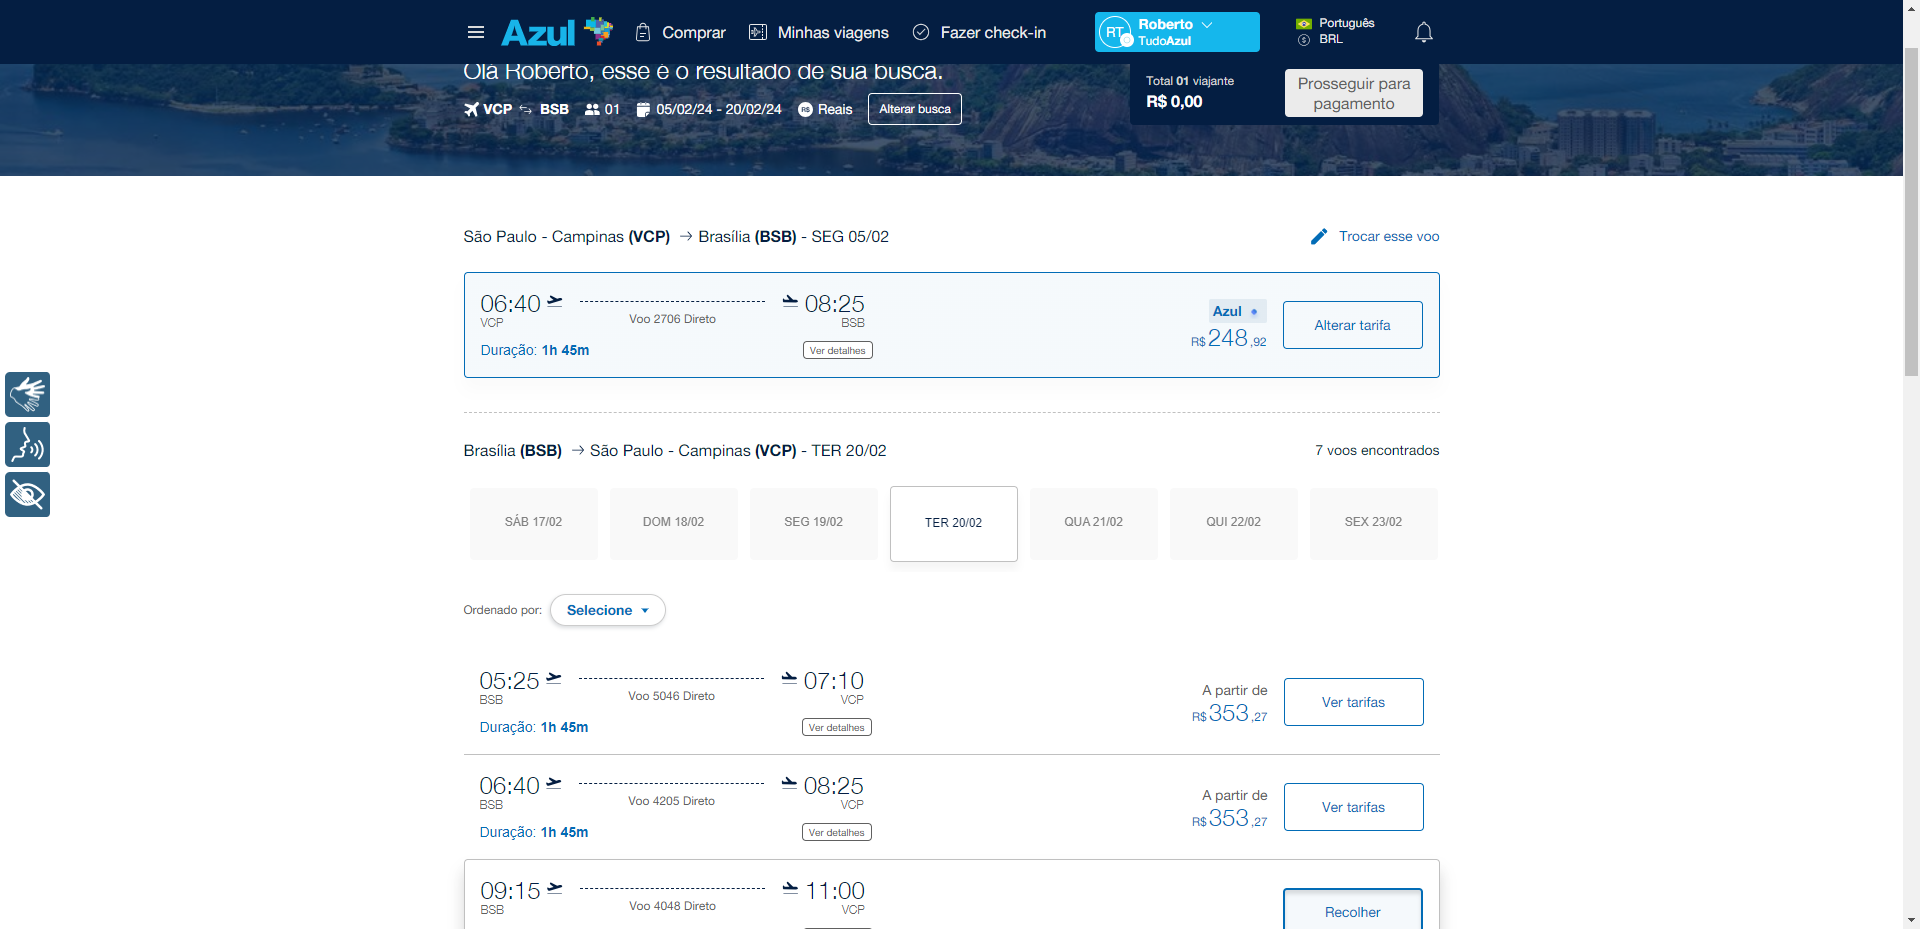 Azul
Comprar
Minhas viagens
Fazer check-in
RT
Roberto
TudoAzul
Português
BRL
Olá Roberto, esse é o resultado de sua busca.
VCP BSB 01 05/02/24 - 20/02/24 R$ Reais Alterar busca
Total 01 viajante
R$ 0,00
Prosseguir para
pagamento
São Paulo - Campinas (VCP) → Brasília (BSB) - SEG 05/02
Trocar esse voo
06:40 08:25
VCP Voo 2706 Direto BSB
Duração: 1h 45m Ver detalhes
Azul
R$ 248,92
Alterar tarifa
Brasília (BSB) → São Paulo - Campinas (VCP) - TER 20/02
7 voos encontrados
SÁB 17/02 DOM 18/02 SEG 19/02 TER 20/02 QUA 21/02 QUI 22/02 SEX 23/02
Ordenado por: Selecione
05:25 07:10
BSB Voo 5046 Direto VCP
Duração: 1h 45m Ver detalhes
A partir de
R$ 353,27
Ver tarifas
06:40 08:25
BSB Voo 4205 Direto VCP
Duração: 1h 45m Ver detalhes
A partir de
R$ 353,27
Ver tarifas
09:15 11:00
BSB Voo 4048 Direto VCP
Recolher